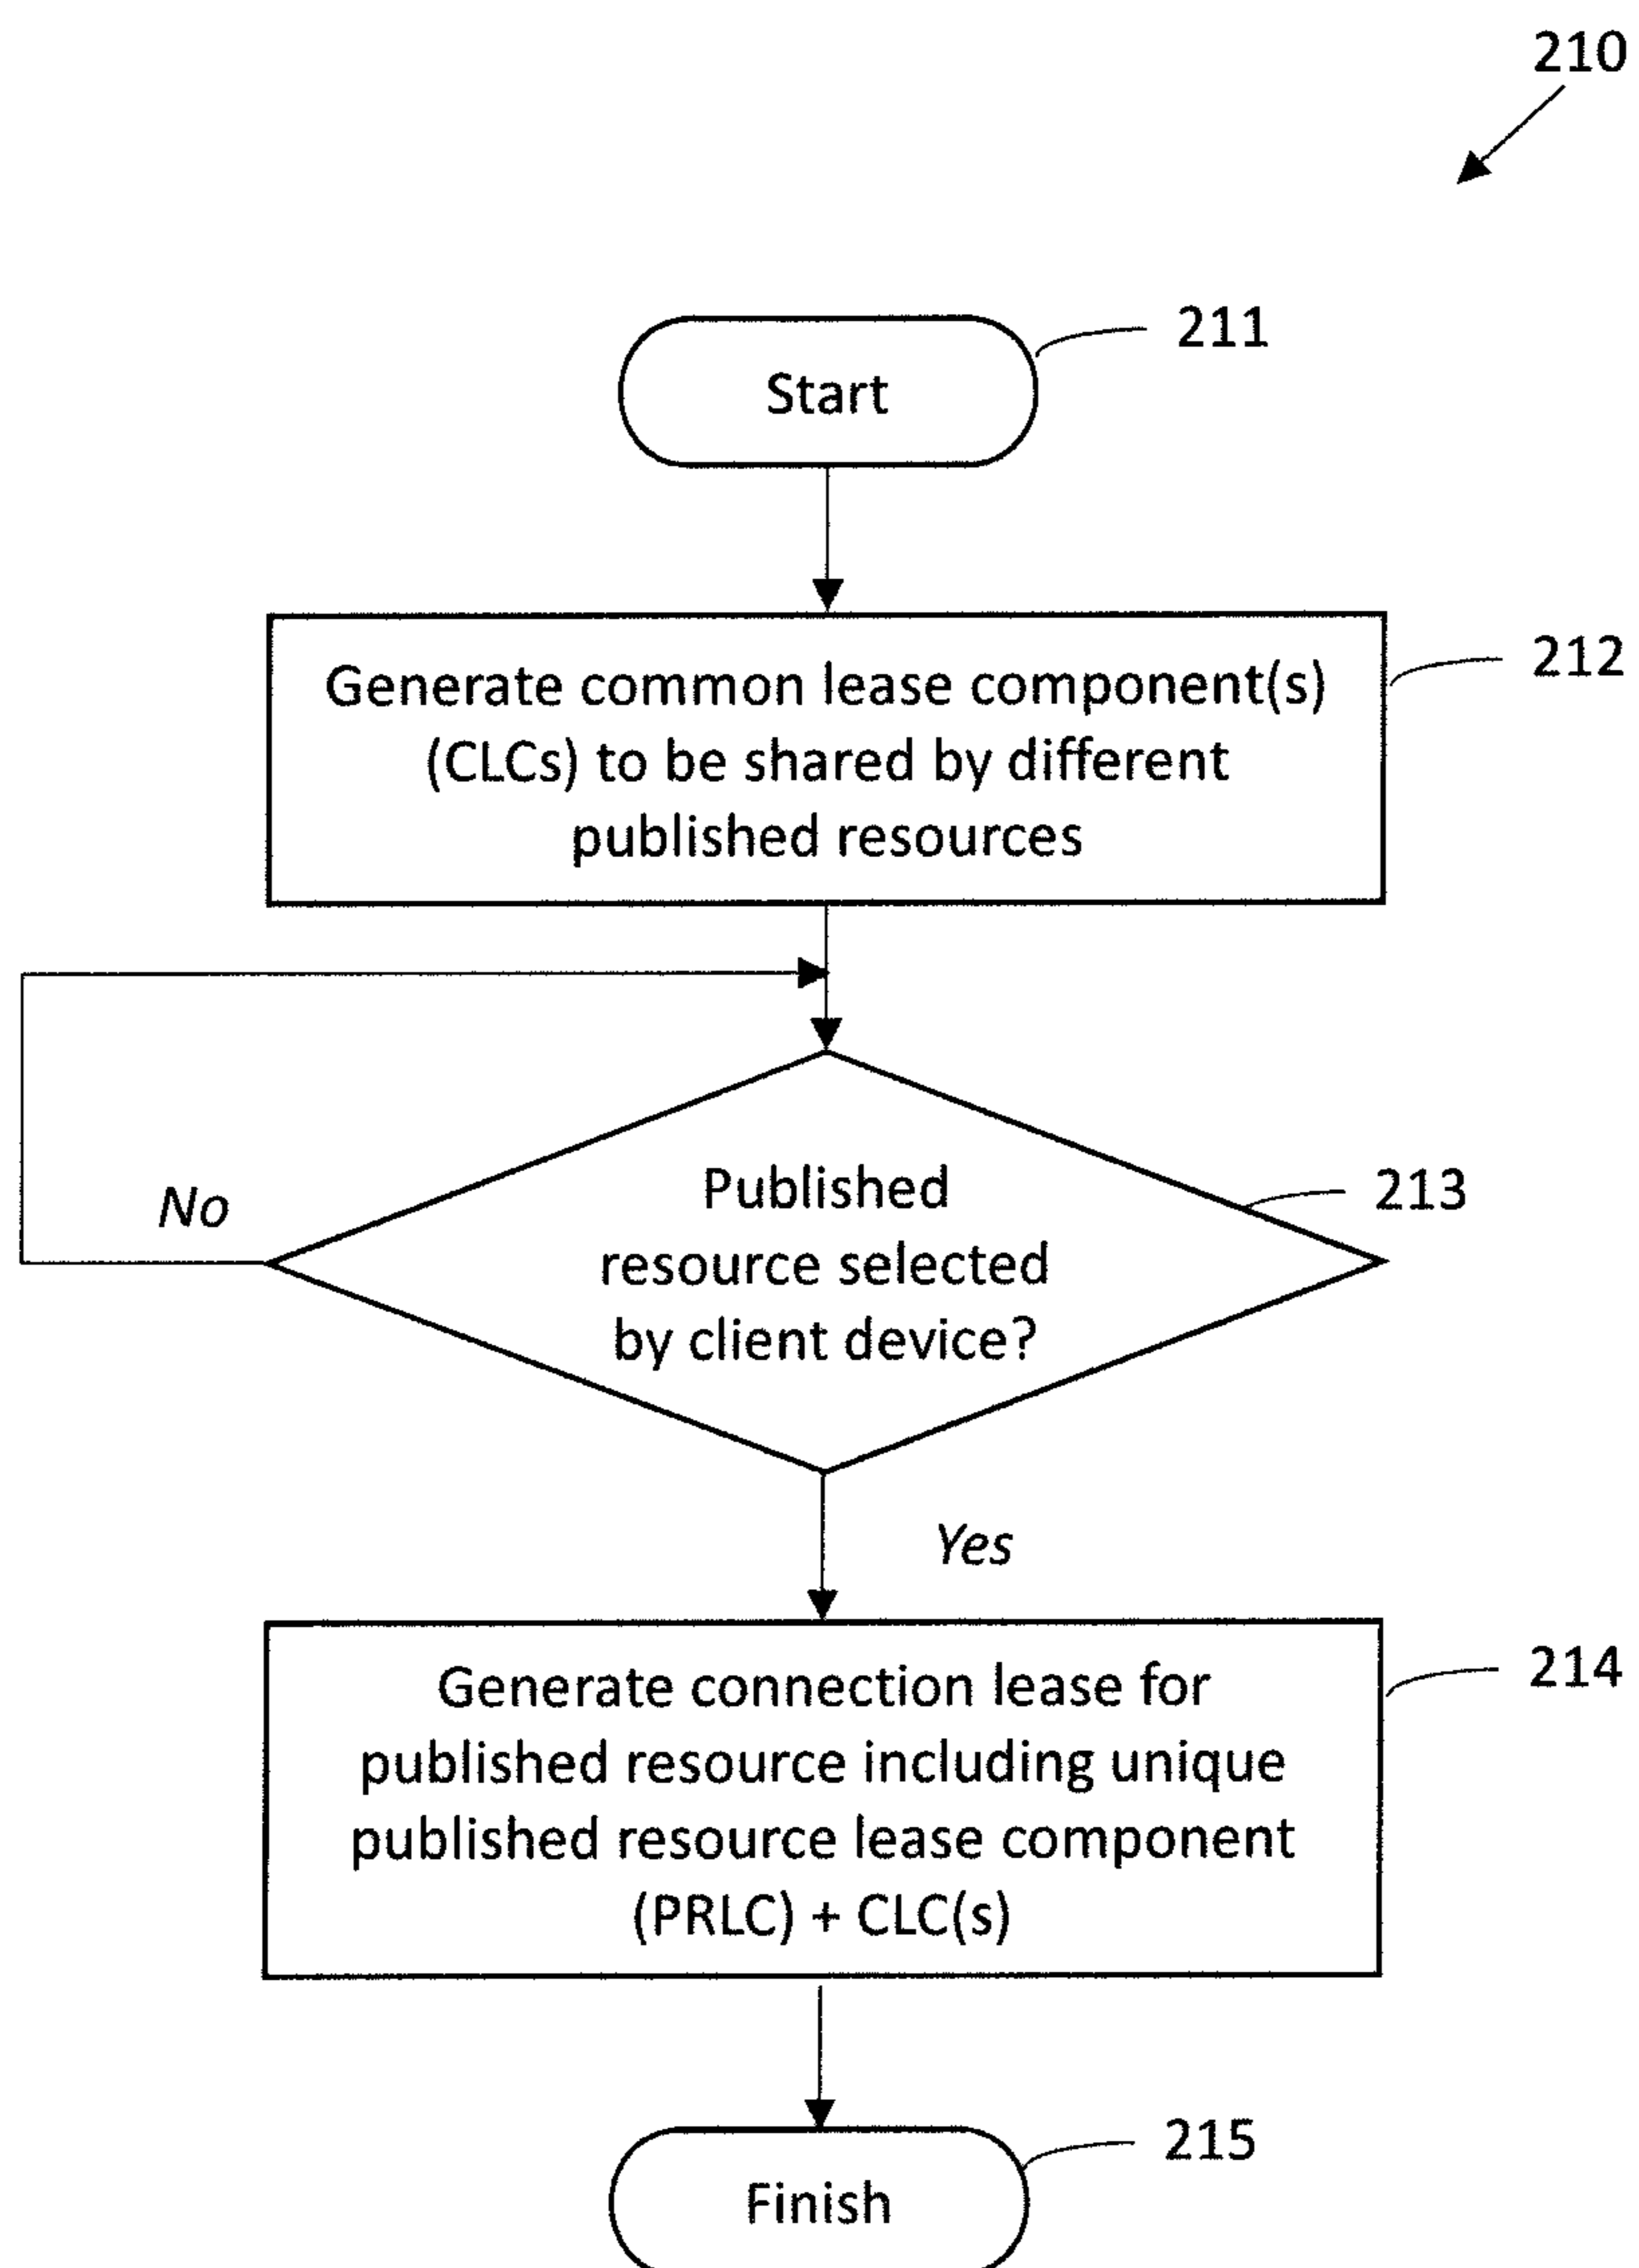 210
211
Start
212
Generate common lease component(s)
(CLCs) to be shared by different
published resources
No
213
Published
resource selected
by client device?
Yes
214
Generate connection lease for
published resource including unique
published resource lease component
(PRLC) + CLC(s)
215
Finish